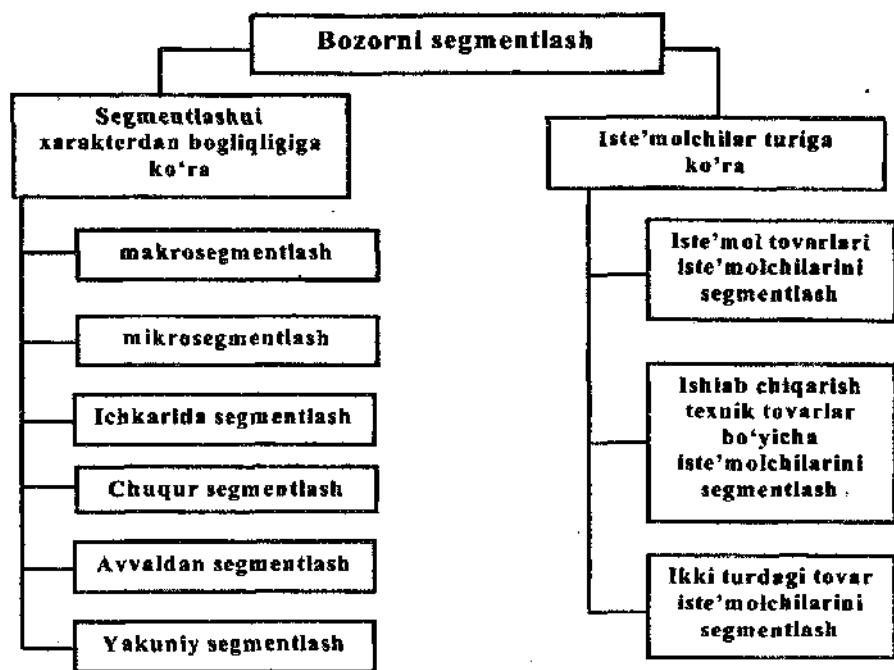 Bozorni segmentlash
Segmentlashni
xarakterdan bogliqligiga
ko‘ra
makrosegmentlash
mikrosegmentlash
Ichkarida segmentlash
Chuqur segmentlash
Avvaldan segmentlash
Yakuniy segmentlash
Iste’molchilar turiga
ko‘ra
Iste’mol tovarlari
iste’molchilarini
segmentlash
Ishlab chiqarish
texnik tovarlar
bo‘yicha
iste’molchilarini
segmentlash
Ikki turdagi tovar
iste’molchilarini
segmentlash